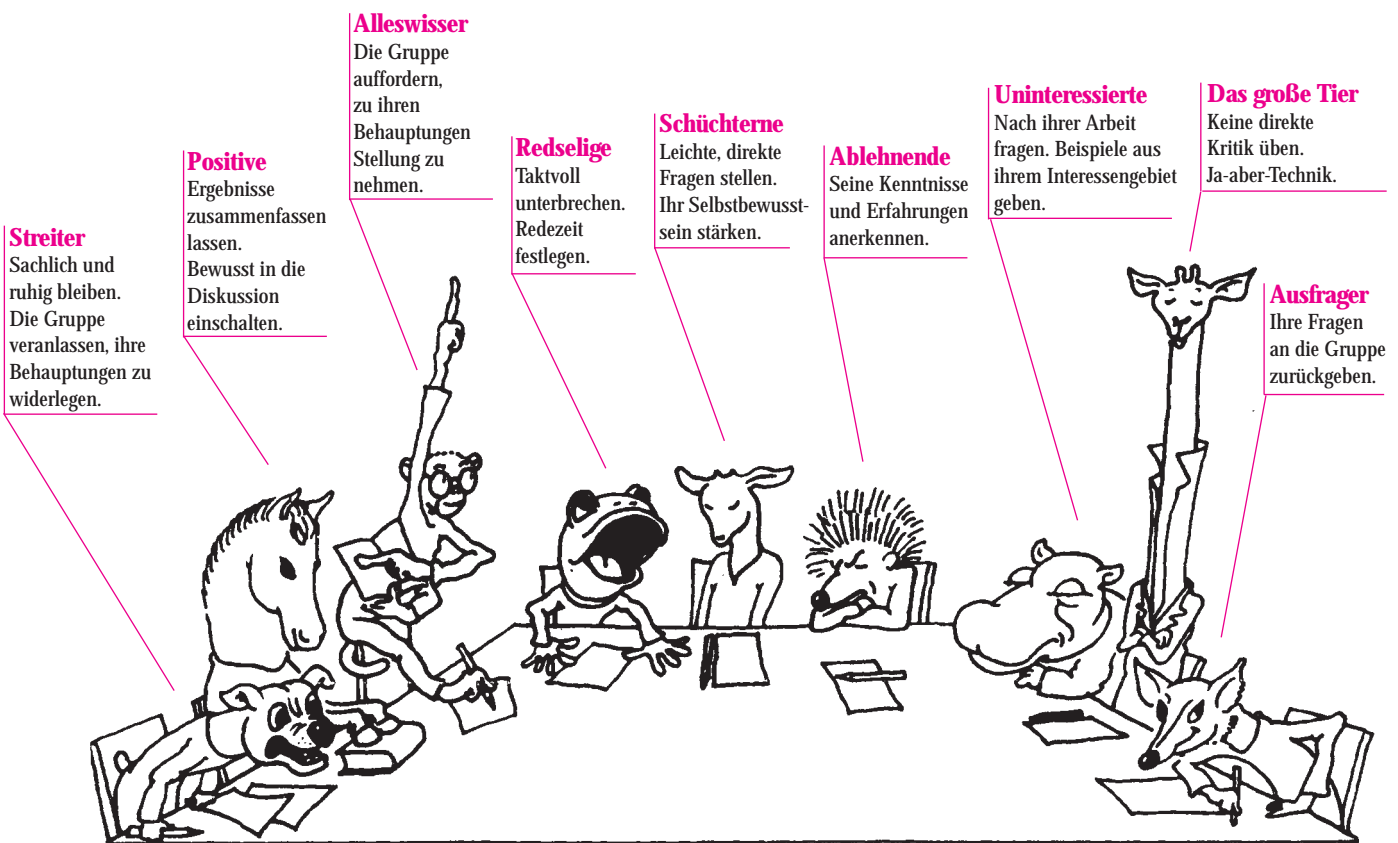 Streiter
Sachlich und
ruhig bleiben.
Die Gruppe
veranlassen, ihre
Behauptungen zu
widerlegen.
Positive
Ergebnisse
zusammenfassen
lassen.
Bewusst in die
Diskussion
einschalten.
Alleswisser
Die Gruppe
auffordern,
zu ihren
Behauptungen
Stellung zu
nehmen.
Redselige
Taktvoll
unterbrechen.
Redezeit
festlegen.
Schüchterne
Leichte, direkte
Fragen stellen.
Ihr Selbstbewusst-
sein stärken.
Ablehnende
Seine Kenntnisse
und Erfahrungen
anerkennen.
Uninteressierte
Nach ihrer Arbeit
fragen. Beispiele aus
ihrem Interessengebiet
geben.
Das große Tier
Keine direkte
Kritik üben.
Ja-aber-Technik.
Ausfrager
Ihre Fragen
an die Gruppe
zurückgeben.